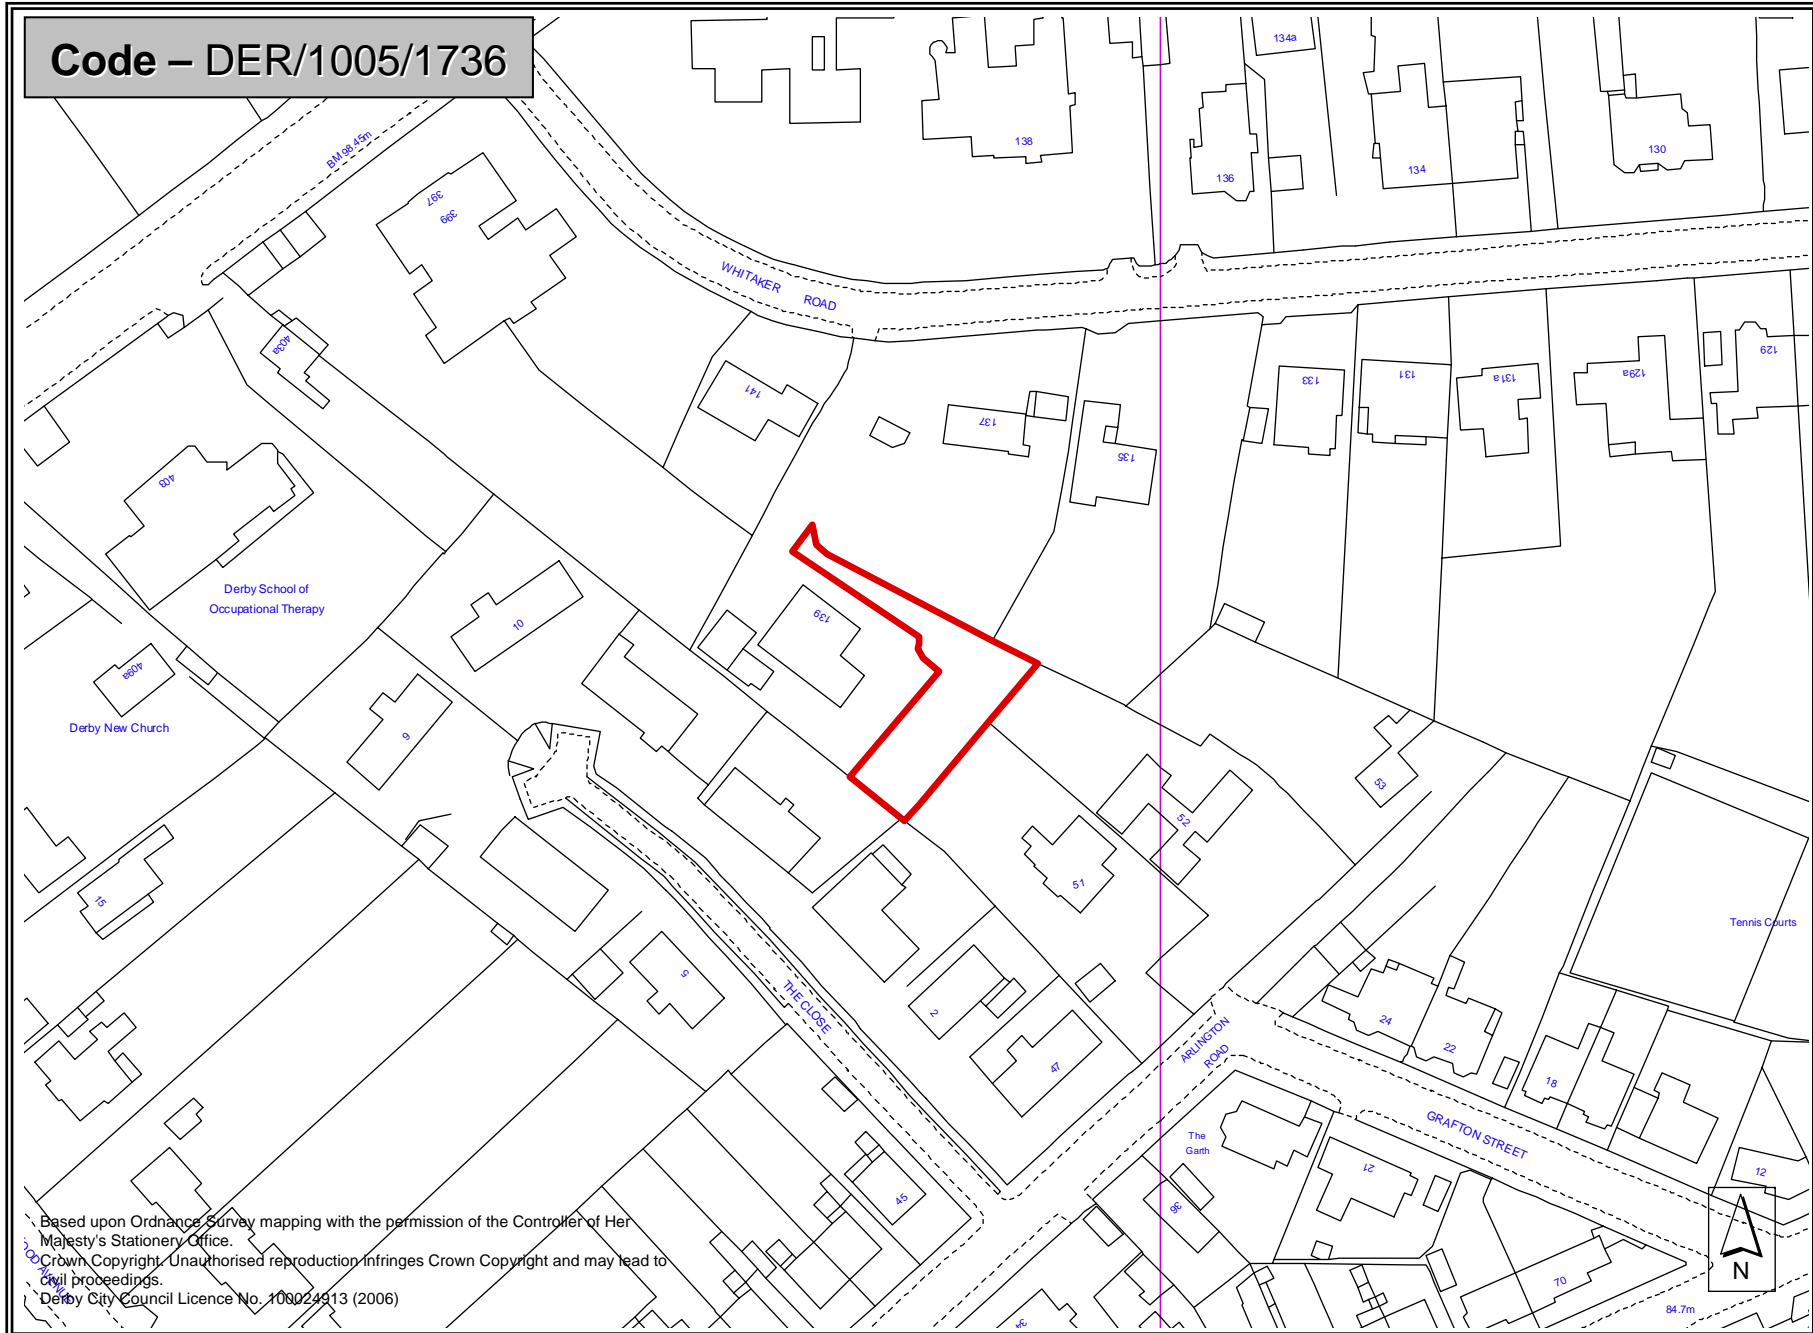 Code – DER/1005/1736
134a
BM 98.45m
138
136
134
130
397
399
WHITAKER ROAD
403a
141
137
135
133
131
131a
129a
129
403
Derby School of
Occupational Therapy
10
139
409a
Derby New Church
9
53
52
51
15
Tennis Courts
5
THE CLOSE
2
47
ARLINGTON
ROAD
24
22
18
GRAFTON STREET
The
Garth
21
12
45
36
70
84.7m
34
N
Based upon Ordnance Survey mapping with the permission of the Controller of Her
Majesty's Stationery Office.
Crown Copyright. Unauthorised reproduction infringes Crown Copyright and may lead to
civil proceedings.
Derby City Council Licence No. 100024913 (2006)